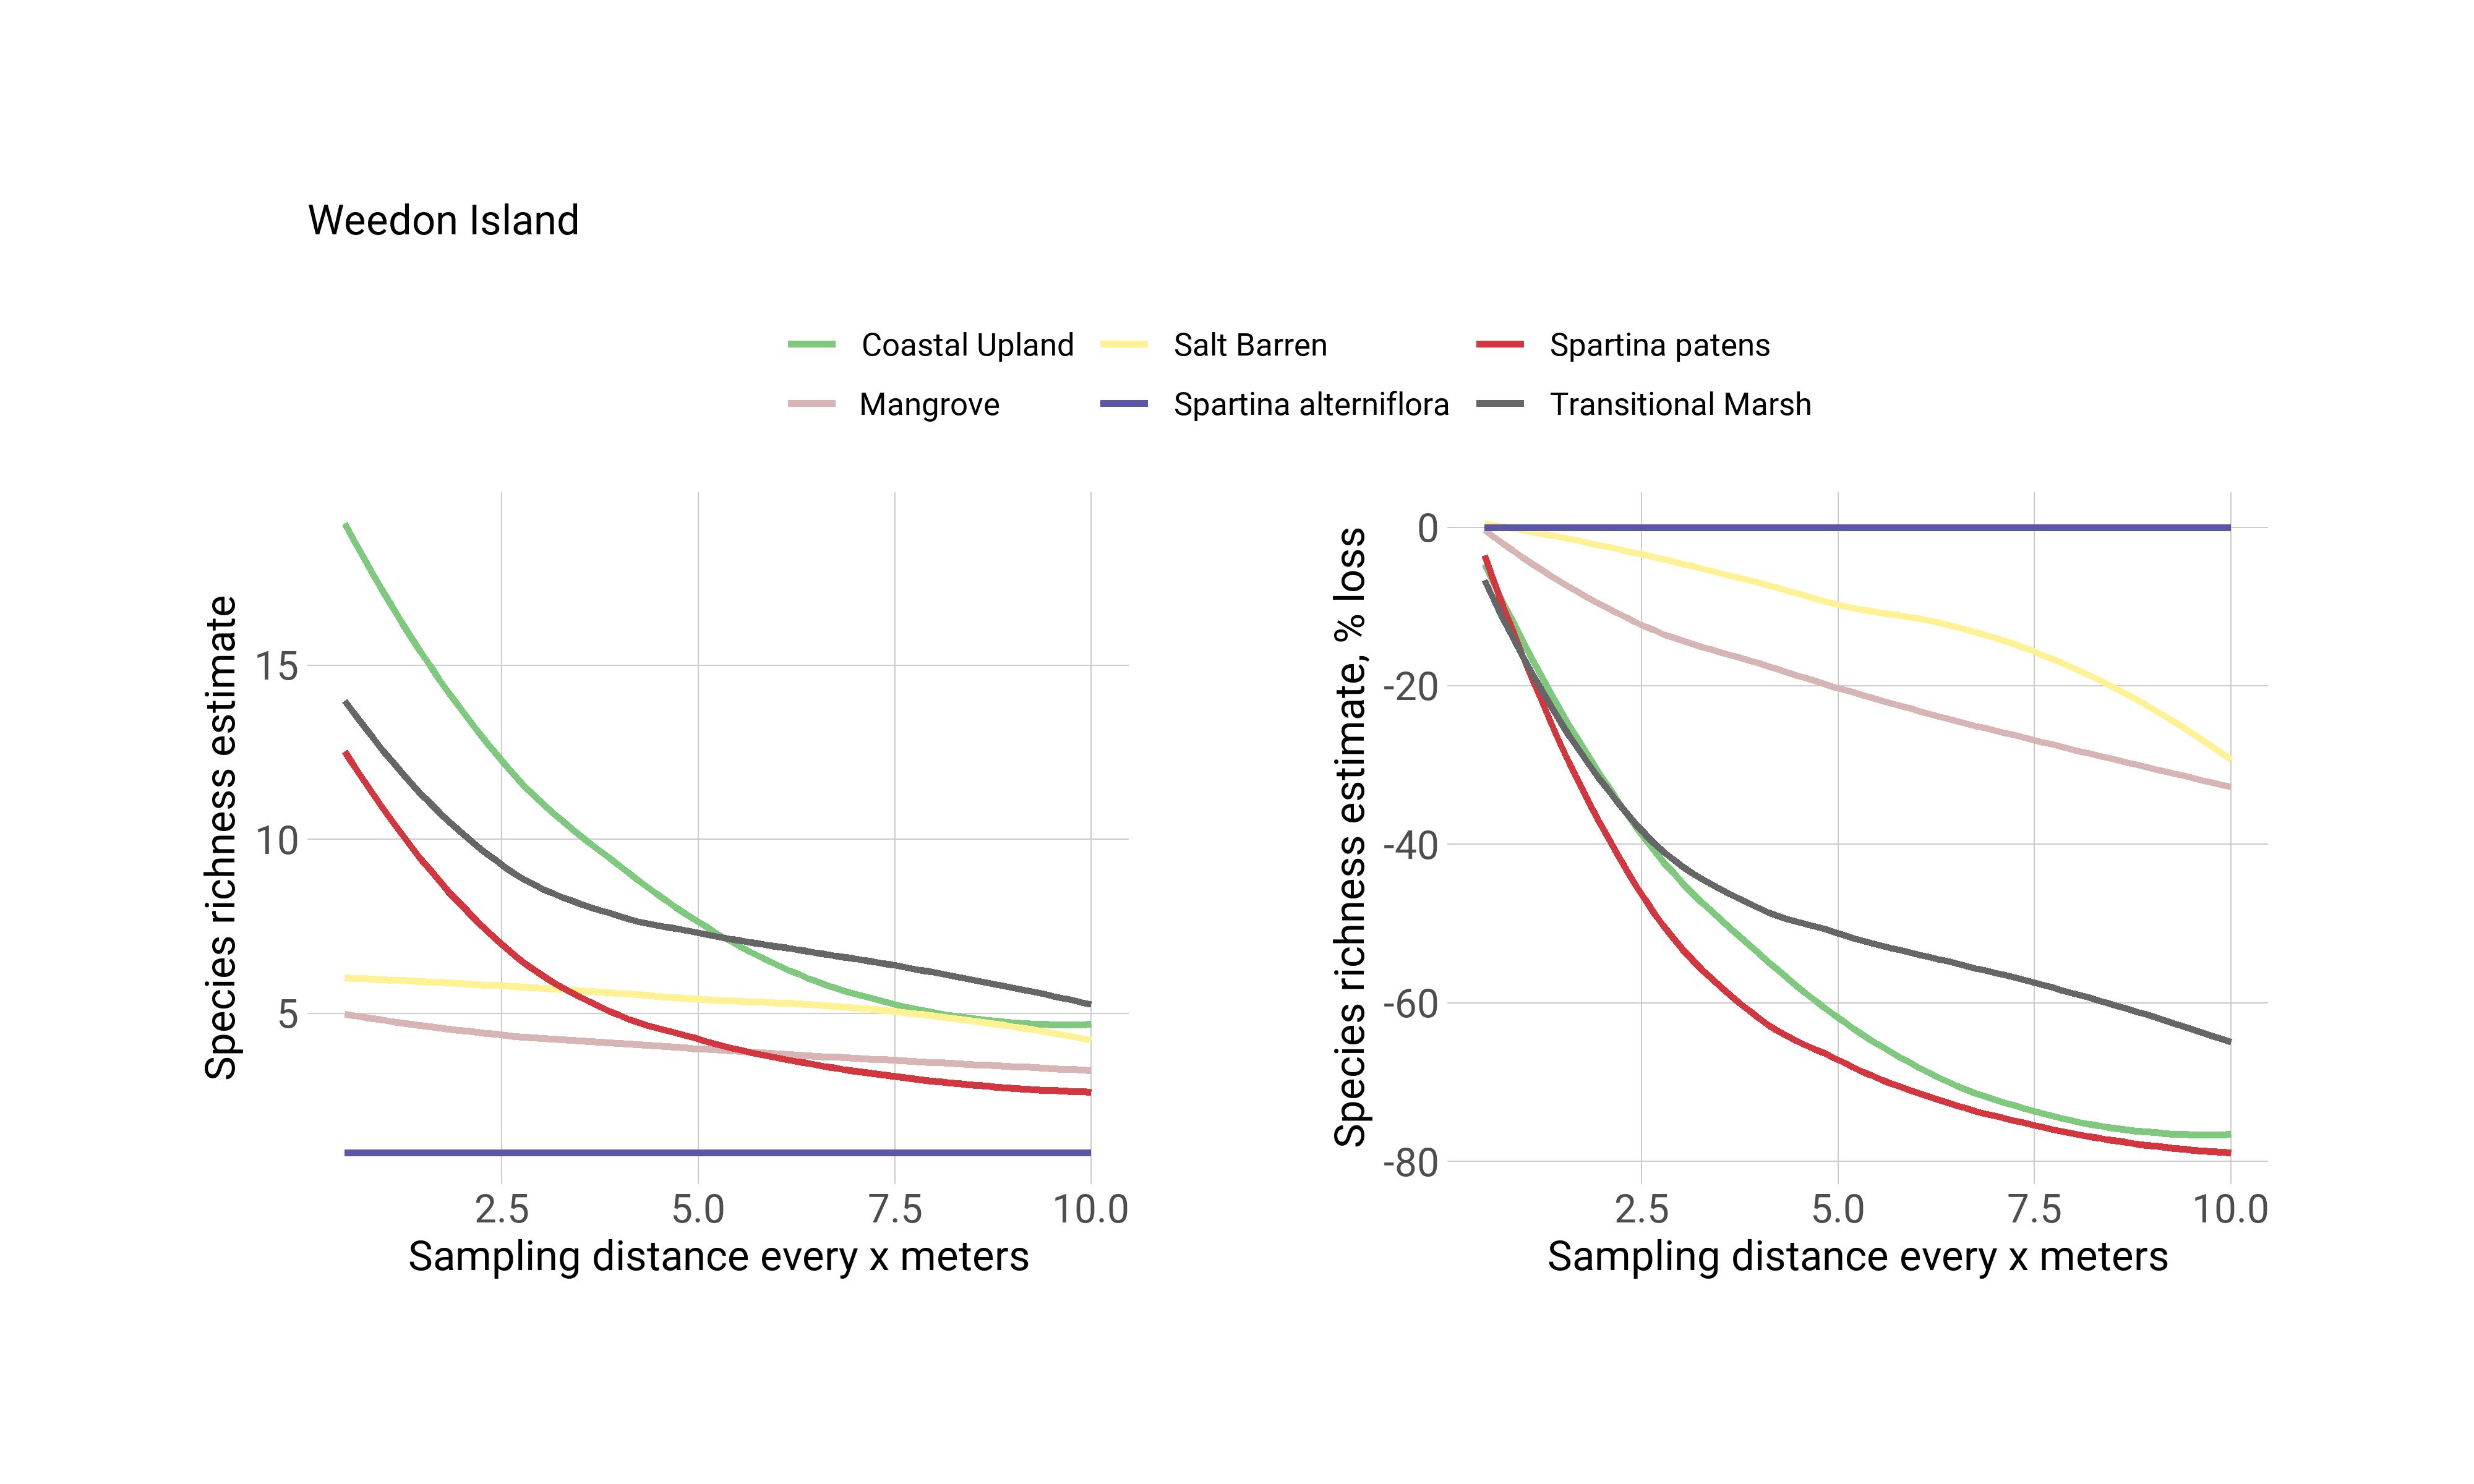 Weedon Island
Coastal Upland Salt Barren Spartina patens
Mangrove Spartina alterniflora Transitional Marsh
Species richness estimate
15
10
5
2.5 5.0 7.5 10.0
Sampling distance every x meters
Species richness estimate, % loss
0
-20
-40
-60
-80
2.5 5.0 7.5 10.0
Sampling distance every x meters